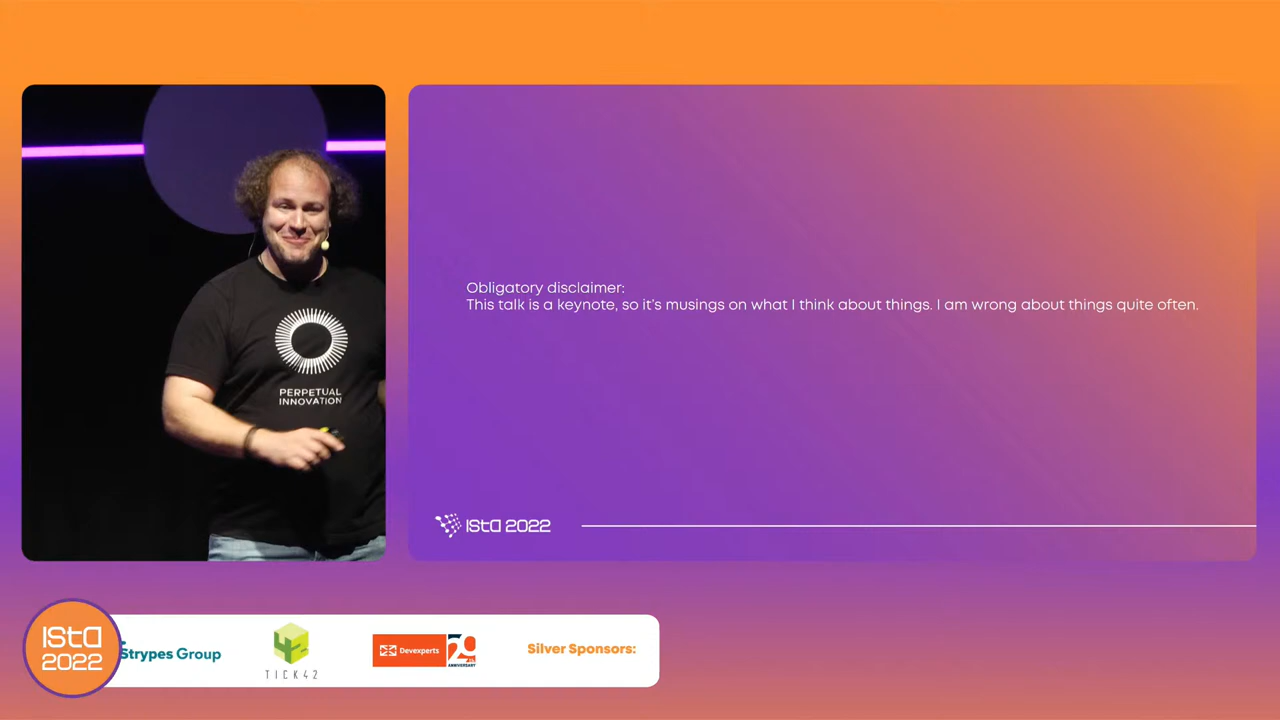 PERPETUAL
INNOVATION
Obligatory disclaimer:
This talk is a keynote, so it's musings on what I think about things. I am wrong about things quite often.
ISTA 2022
ISTA
2022
Strypes Group
TICK42
Devexperts
ANNIVERSARY
Silver Sponsors: